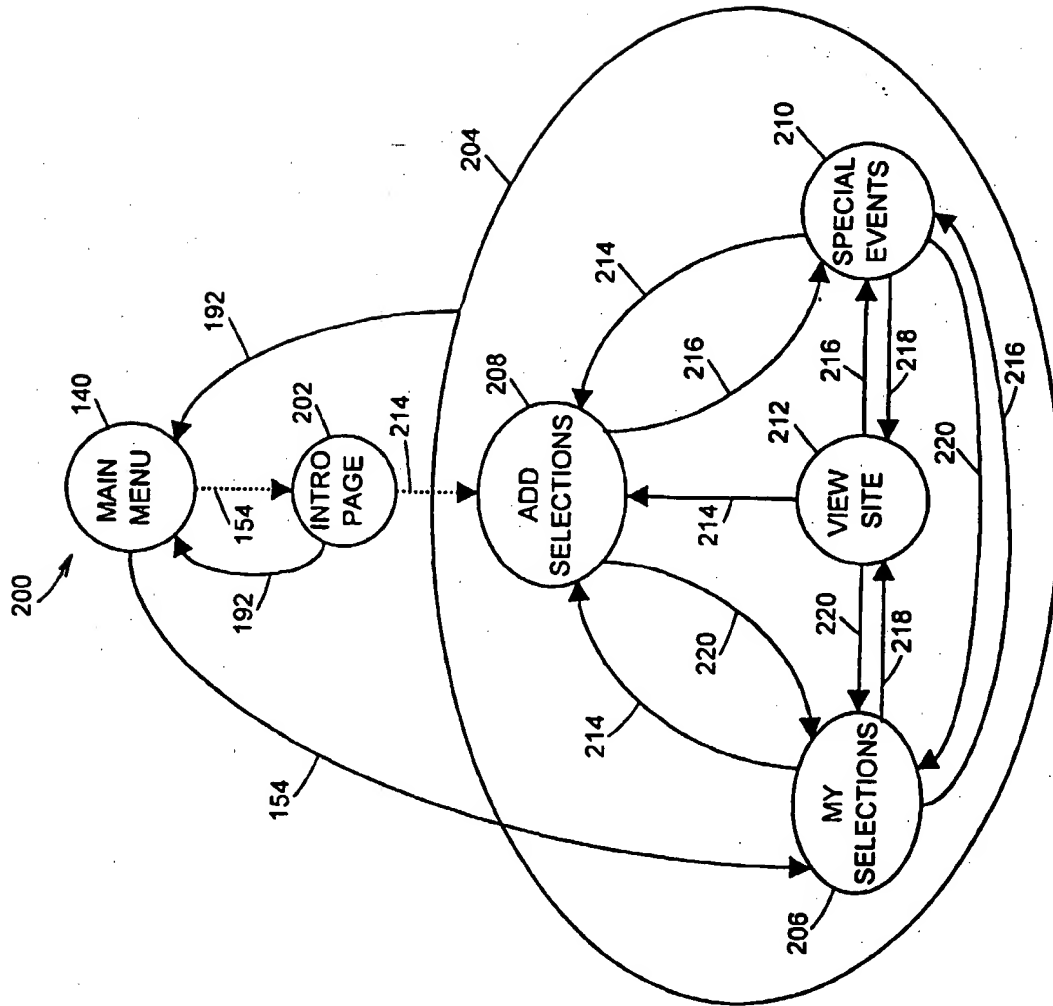 200
MAIN
MENU
140
192
154
192
INTRO
PAGE
202
214
154
204
ADD
SELECTIONS
208
214
216
214
220
214
SPECIAL
EVENTS
210
VIEW
SITE
212
216
218
220
218
MY
SELECTIONS
206
220
216